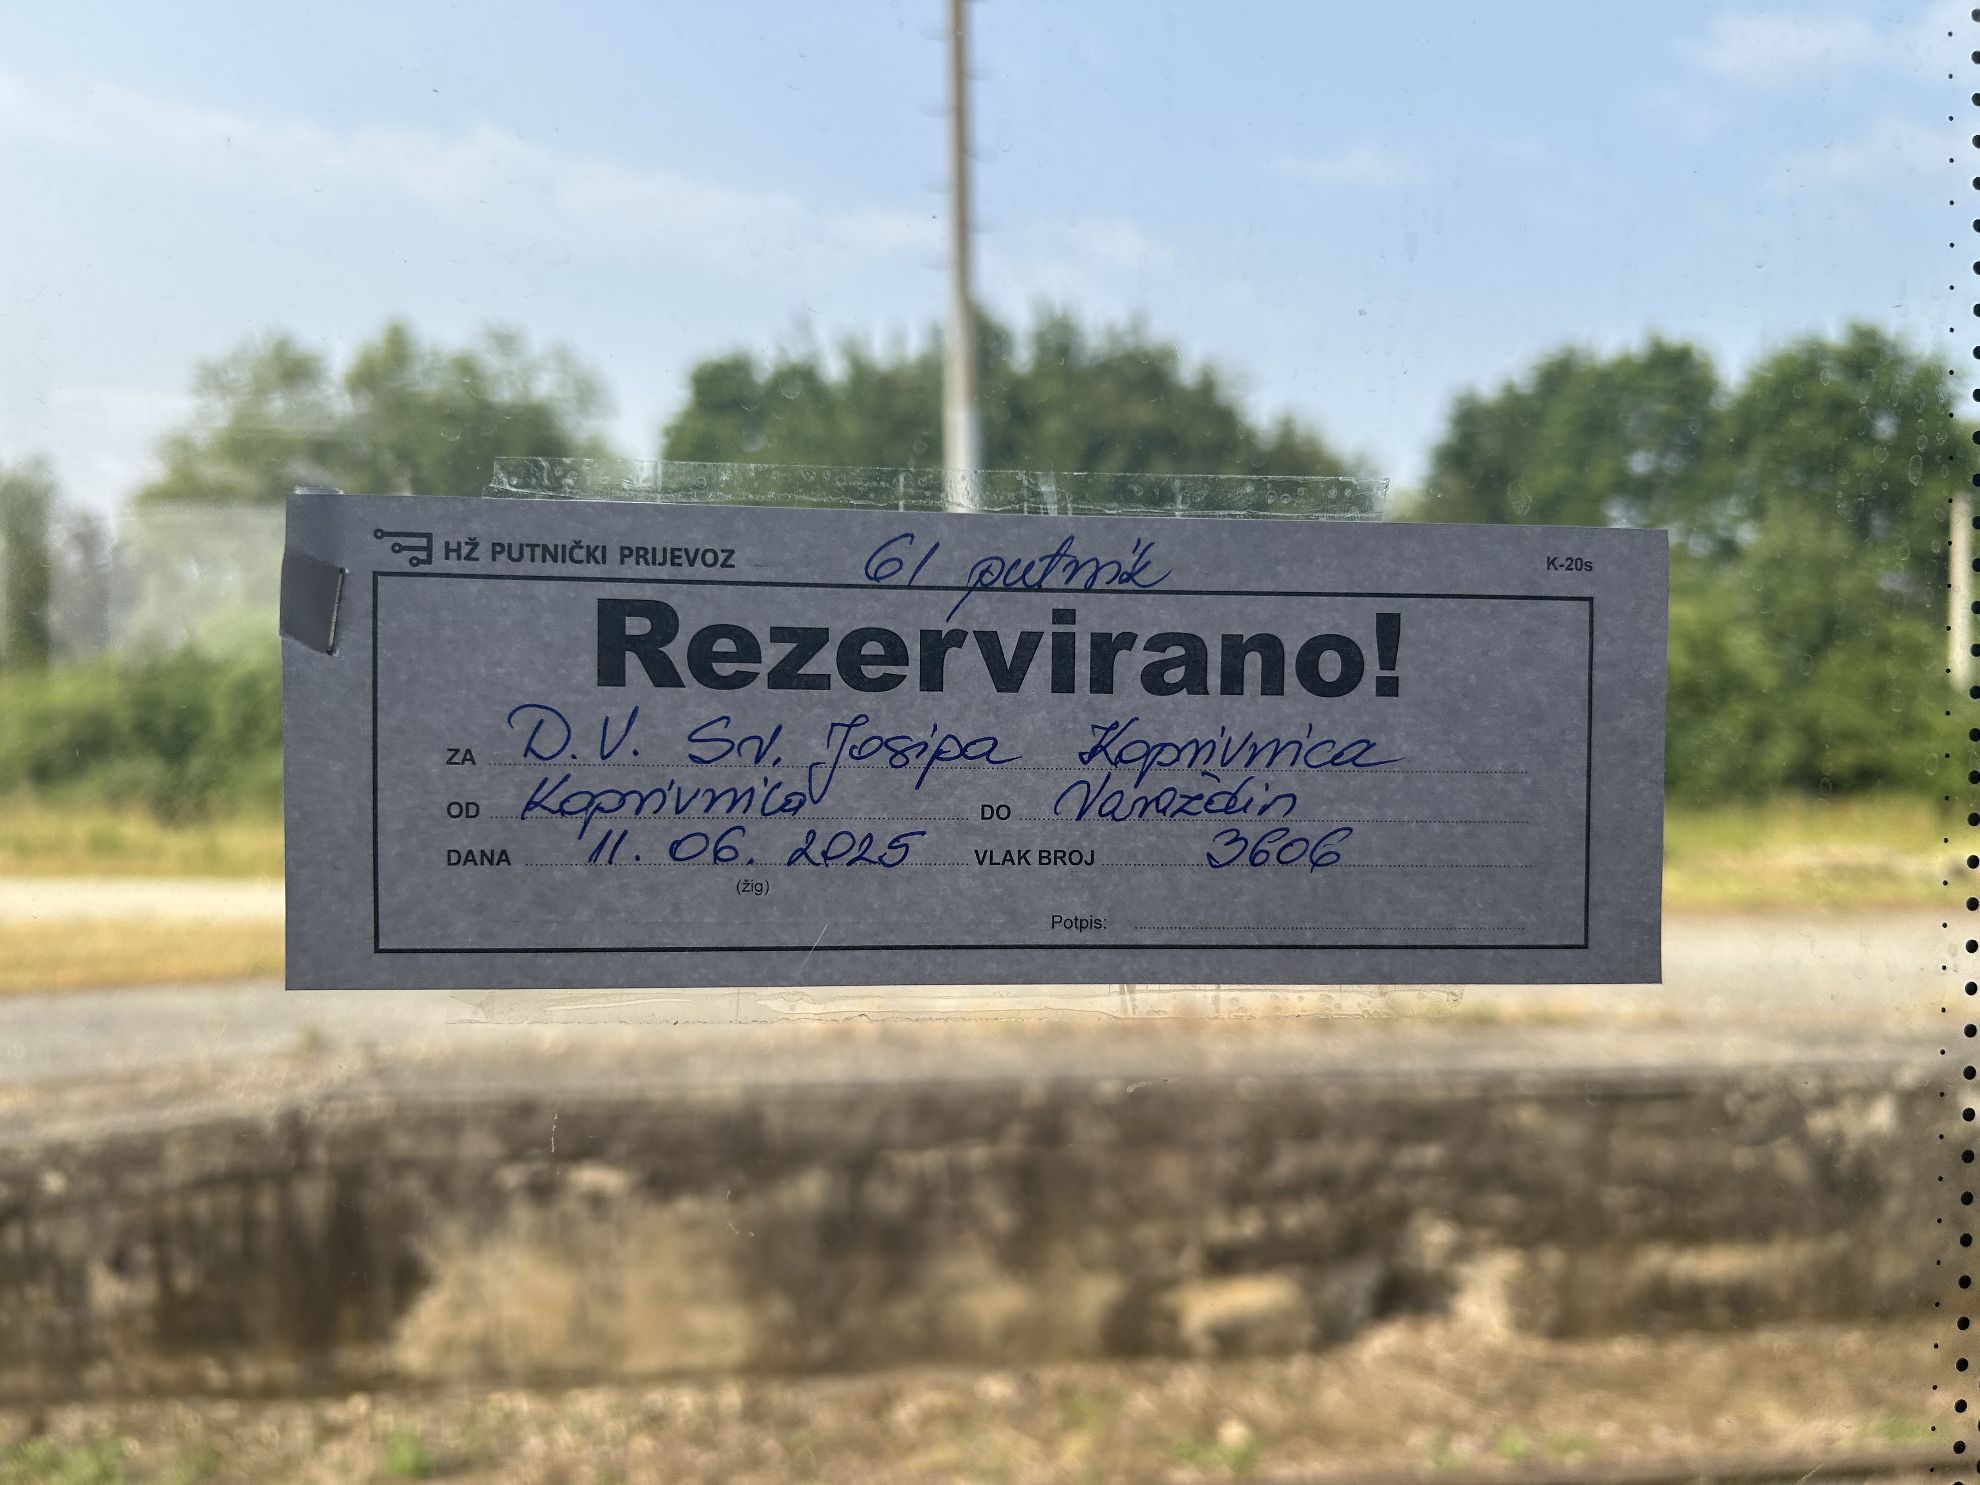 HŽ PUTNIČKI PRIJEVOZ 61 putnik K-20s
Rezervirano!
ZA D.V. Sv. Josipa Koprivnica
OD Koprivnica DO Varaždin
DANA 11. 06. 2025 VLAK BROJ 3606
(žig)
Potpis: